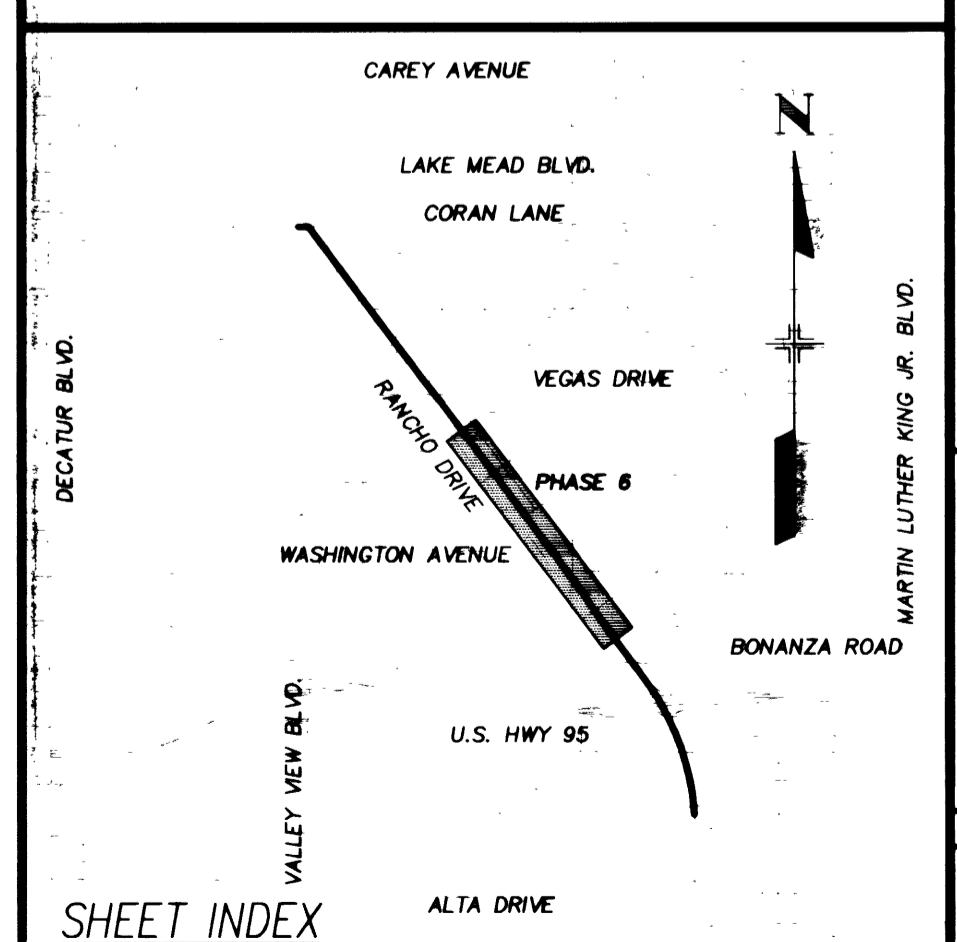 CAREY AVENUE
N
LAKE MEAD BLVD.
CORAN LANE
DECATUR BLVD.
MARTIN LUTHER KING JR. BLVD.
VEGAS DRIVE
RANCHO DRIVE
PHASE 6
WASHINGTON AVENUE
BONANZA ROAD
VALLEY VIEW BLVD.
U.S. HWY 95
ALTA DRIVE
SHEET INDEX